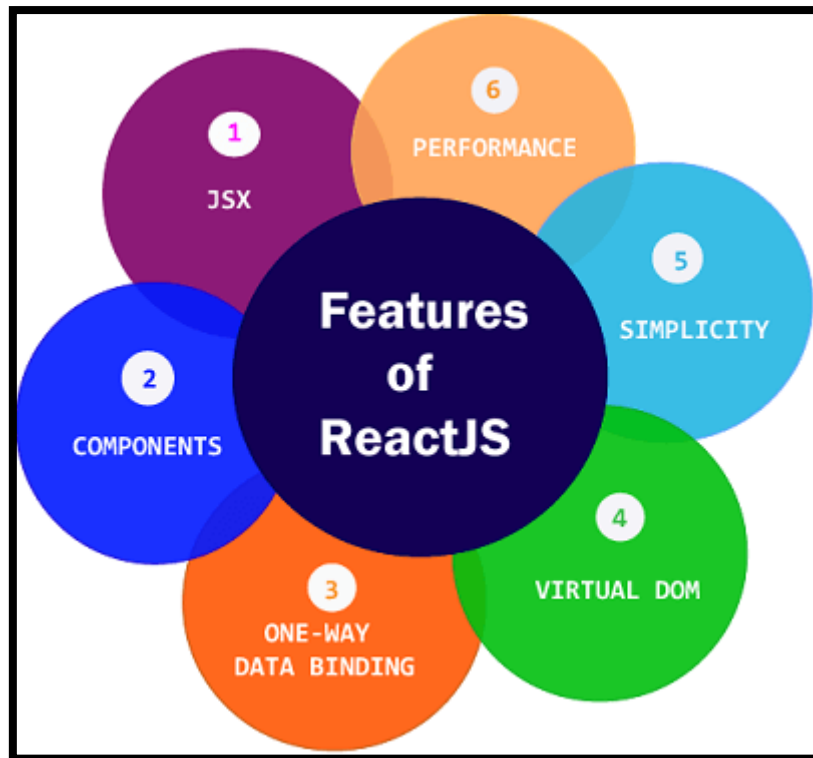 Features
of
ReactJS
1
JSX
2
COMPONENTS
3
ONE-WAY
DATA BINDING
4
VIRTUAL DOM
5
SIMPLICITY
6
PERFORMANCE